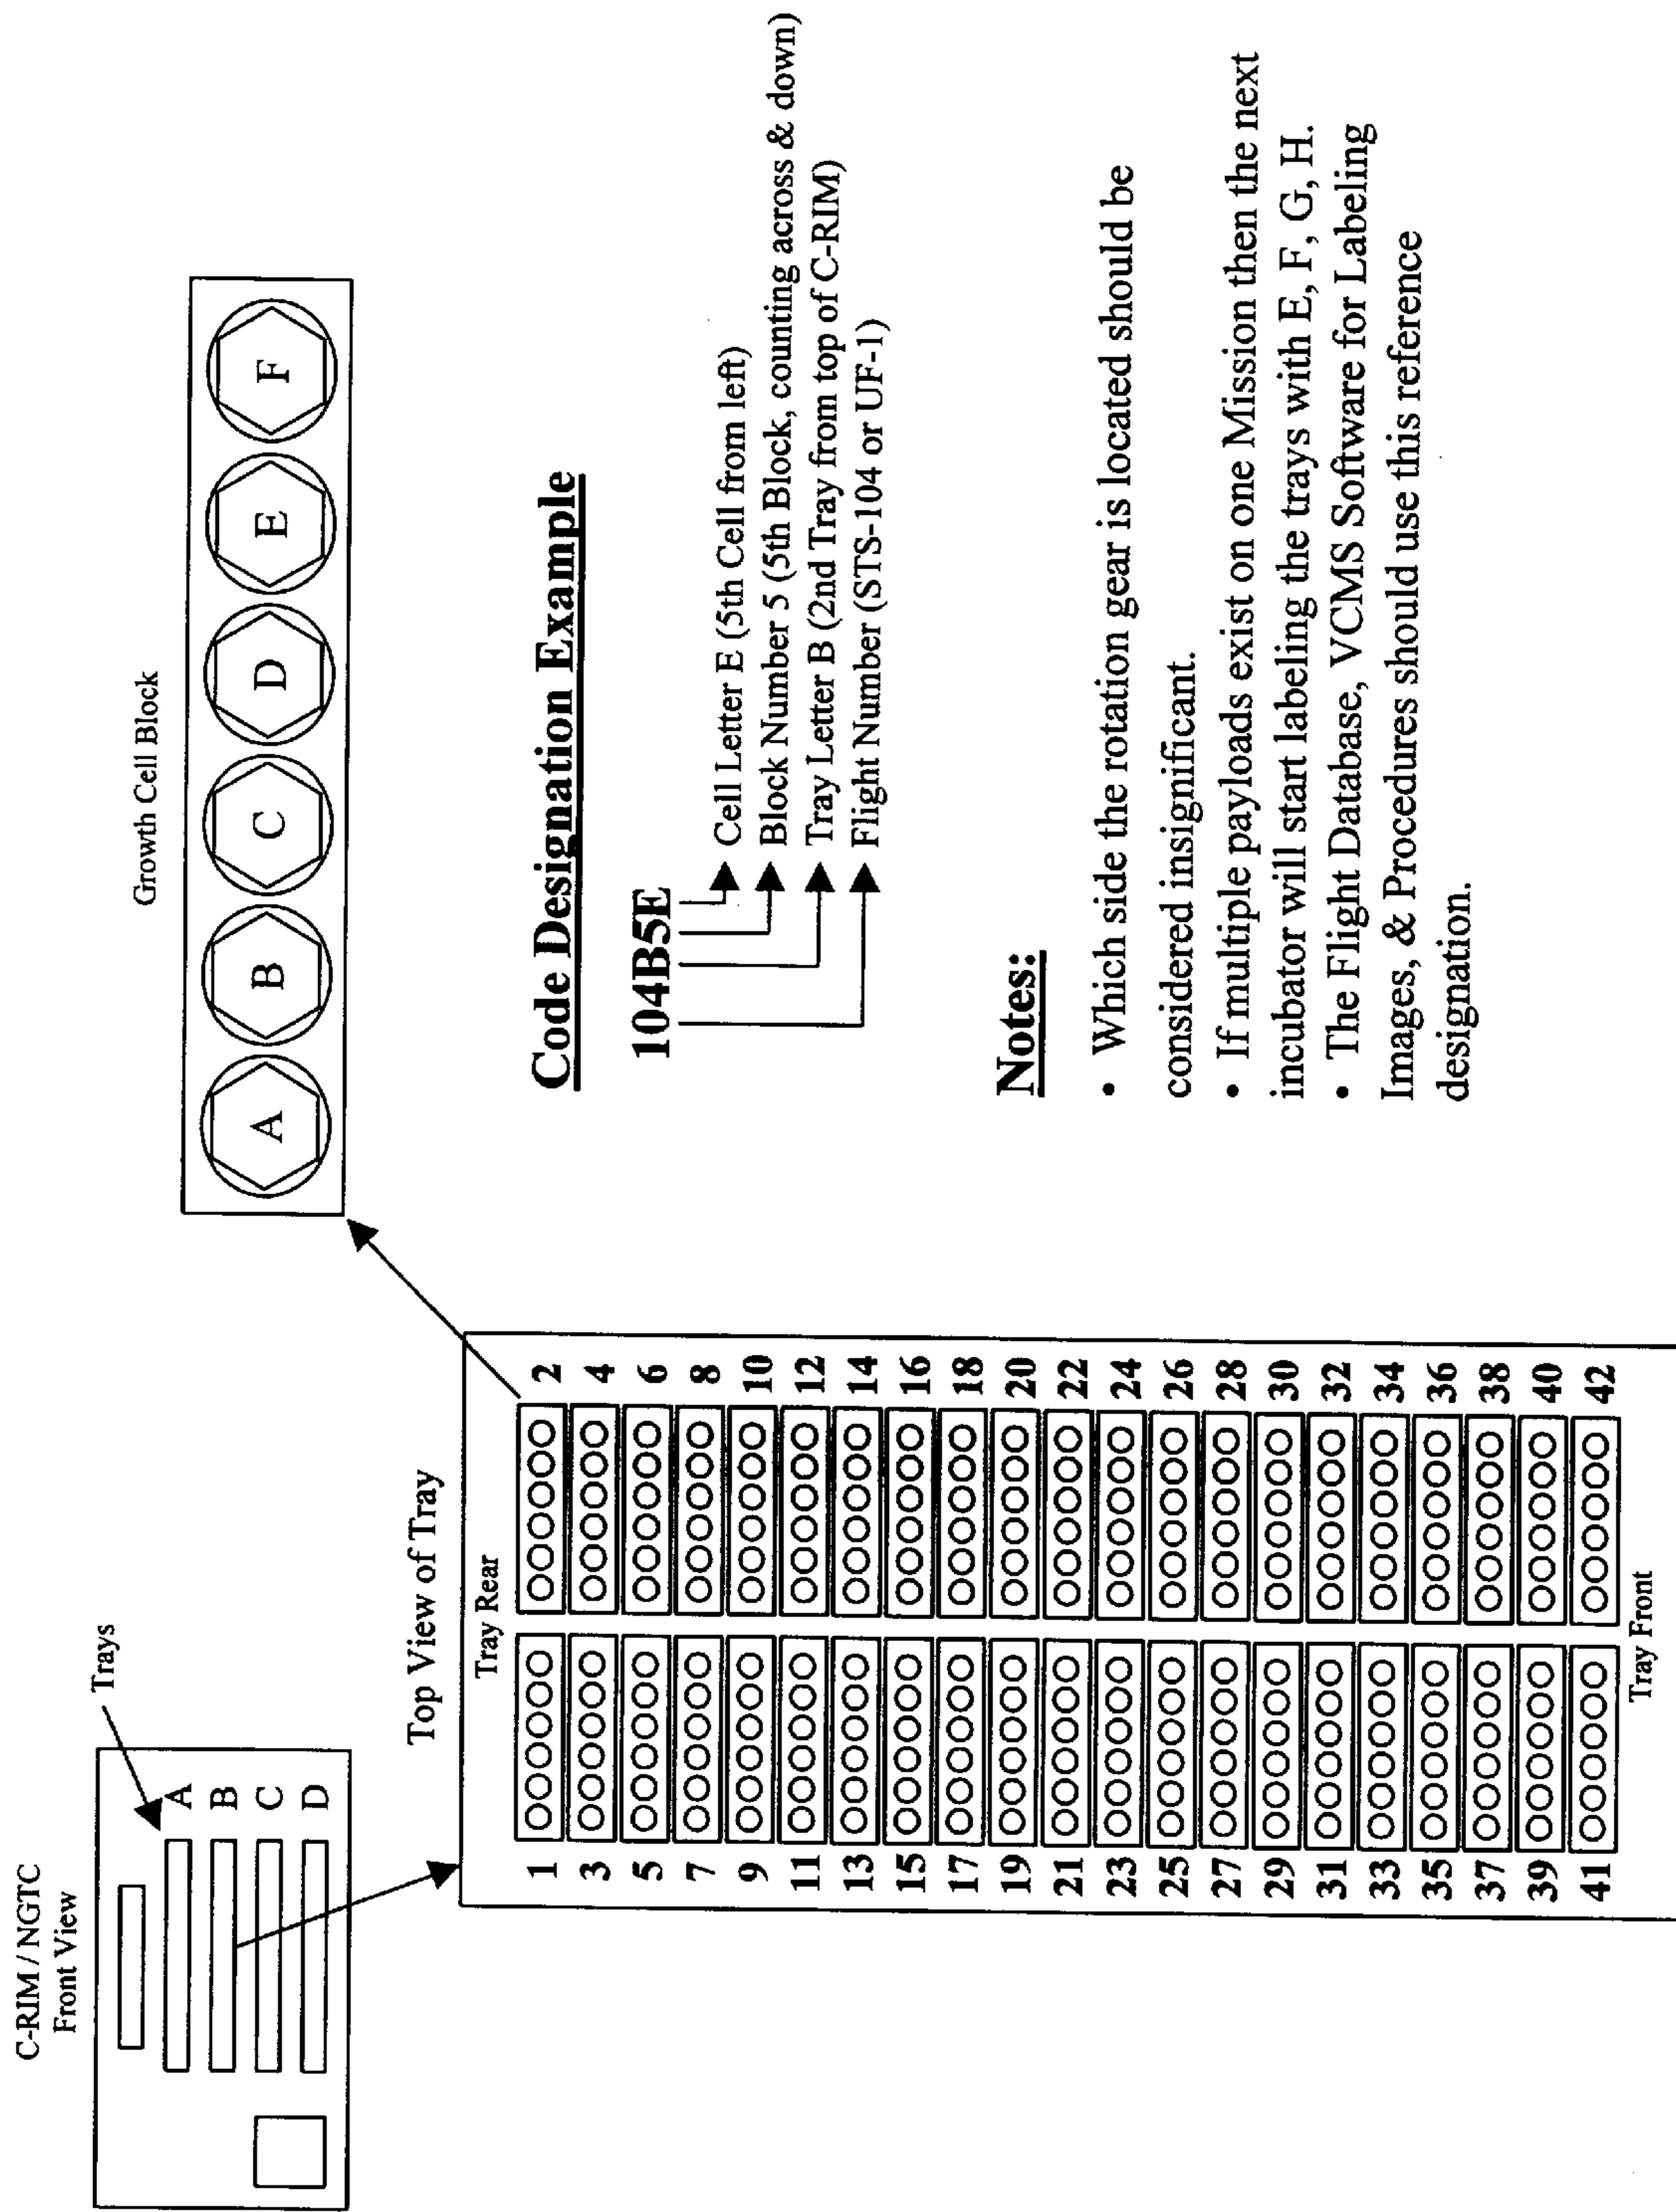 C-RIM / NGTC
Front View
Trays
A
B
C
D
Top View of Tray
Tray Rear
1 2
3 4
5 6
7 8
9 10
11 12
13 14
15 16
17 18
19 20
21 22
23 24
25 26
27 28
29 30
31 32
33 34
35 36
37 38
39 40
41 42
Tray Front
Growth Cell Block
A B C D E F
Code Designation Example
104B5E
Cell Letter E (5th Cell from left)
Block Number 5 (5th Block, counting across & down)
Tray Letter B (2nd Tray from top of C-RIM)
Flight Number (STS-104 or UF-1)
Notes:
• Which side the rotation gear is located should be
considered insignificant.
• If multiple payloads exist on one Mission then the next
incubator will start labeling the trays with E, F, G, H.
• The Flight Database, VCMS Software for Labeling
Images, & Procedures should use this reference
designation.